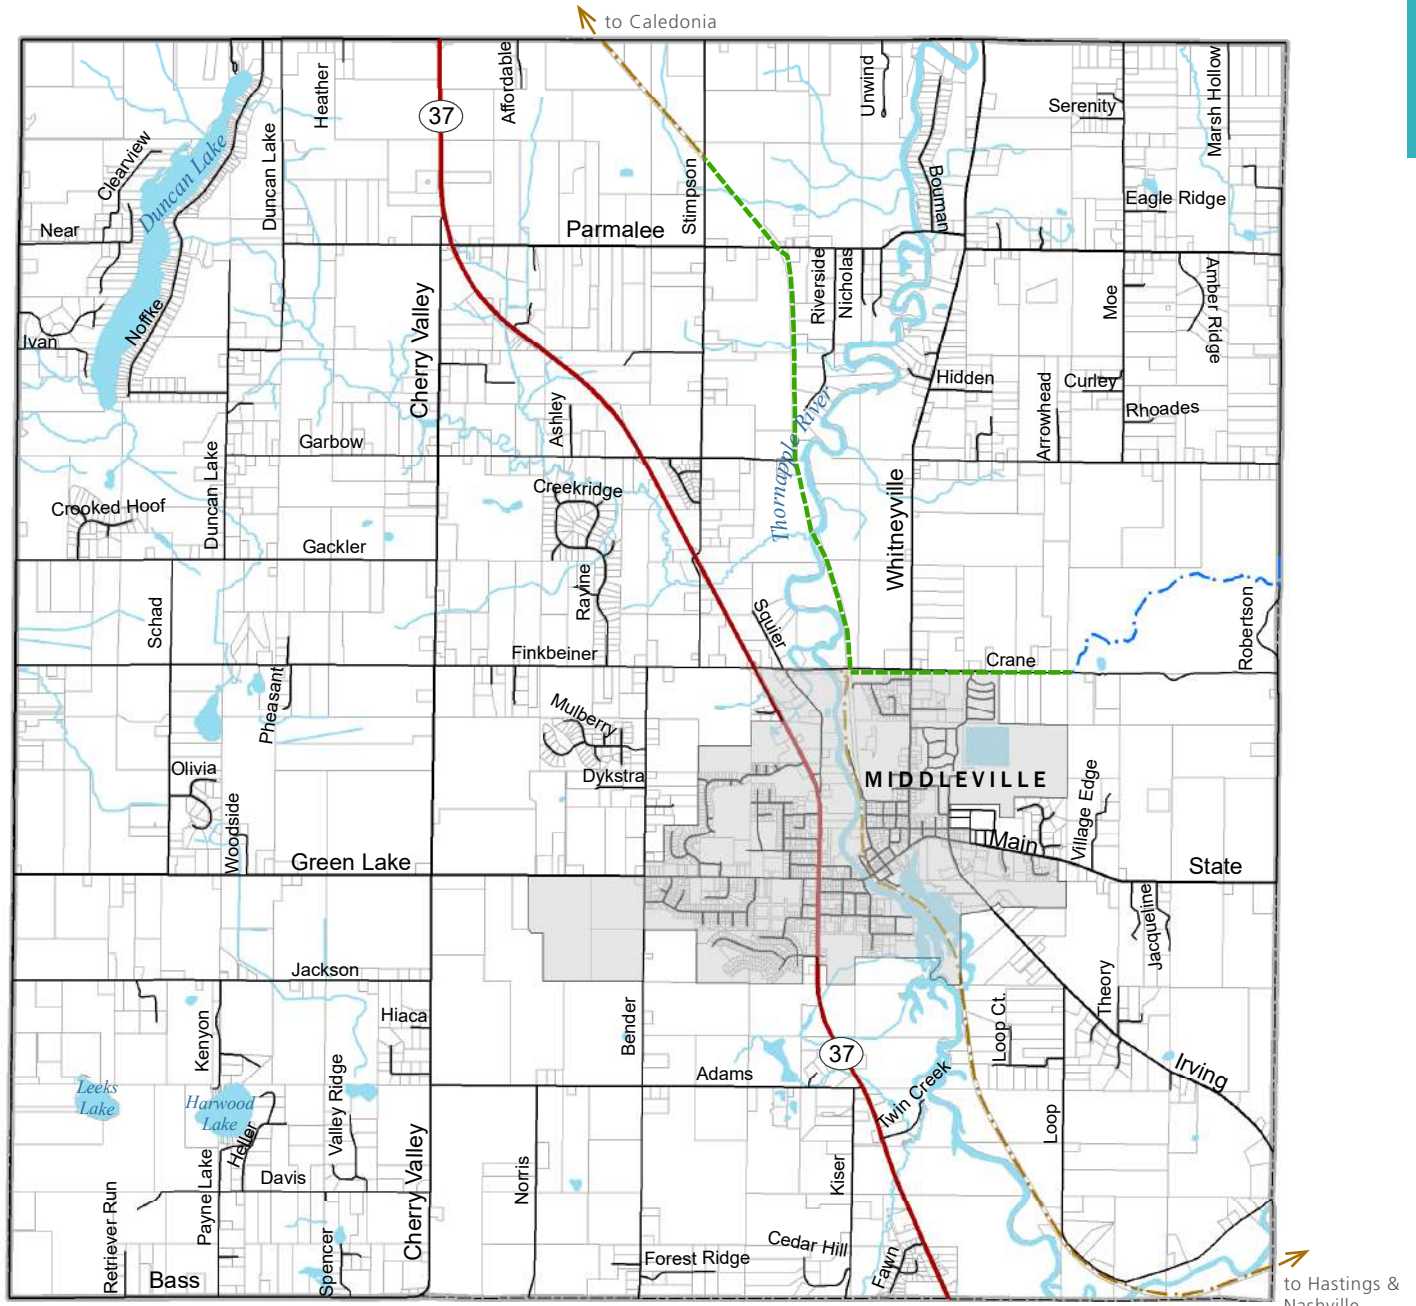 to Caledonia
37
Heather
Affordable
Unwind
Serenity
Marsh Hollow
Clearview
Duncan Lake
Duncan Lake
Near
Parmalee
Stimpson
Bouman
Eagle Ridge
Riverside
Nicholas
Moe
Amber Ridge
Noffke
Ivan
Cherry Valley
Hidden
Arrowhead
Curley
Rhoades
Ashley
Garbow
Thornapple River
Duncan Lake
Creekridge
Crooked Hoof
Gackler
Whitneyville
Ravine
Schad
Squier
Robertson
Finkbeiner
Crane
Pheasant
Mulberry
Olivia
Dykstra
MIDDLEVILLE
Village Edge
Woodside
Green Lake
Main
State
Jacqueline
Jackson
Theory
Hiaca
Bender
Kenyon
Loop Ct.
37
Adams
Irving
Leeks
Lake
Harwood
Lake
Valley Ridge
Twin Creek
Heller
Loop
Cherry Valley
Davis
Payne Lake
Norris
Kiser
Retriever Run
Spencer
Cedar Hill
Forest Ridge
Fawn
Bass
to Hastings &
Nashville